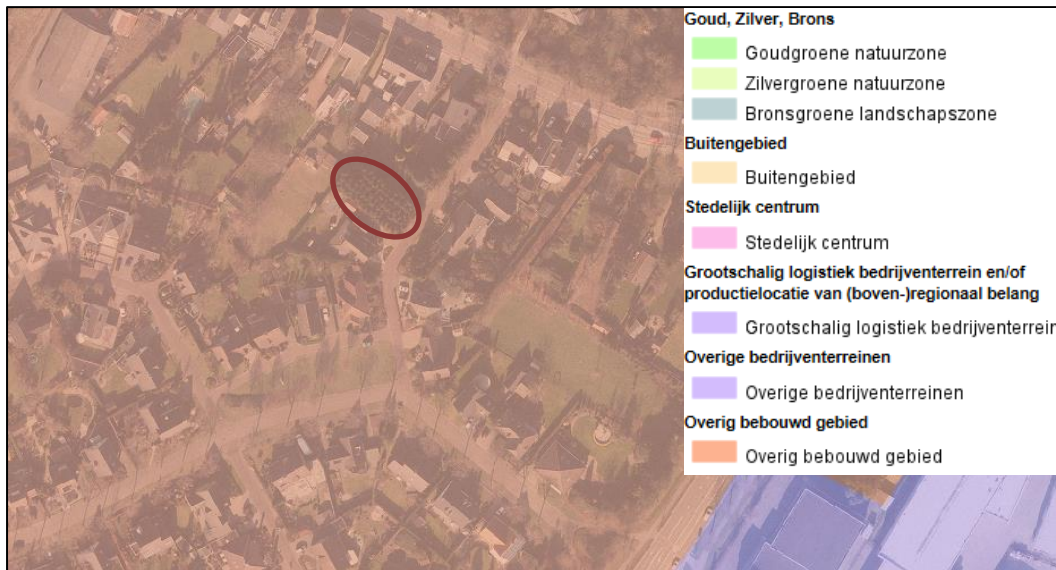 Goud, Zilver, Brons
Goudgroene natuurzone
Zilvergroene natuurzone
Bronsgroene landschapszone
Buitengebied
Buitengebied
Stedelijk centrum
Stedelijk centrum
Grootschalig logistiek bedrijventerrein en/of
productielocatie van (boven-)regionaal belang
Grootschalig logistiek bedrijventerrein
Overige bedrijventerreinen
Overige bedrijventerreinen
Overig bebouwd gebied
Overig bebouwd gebied